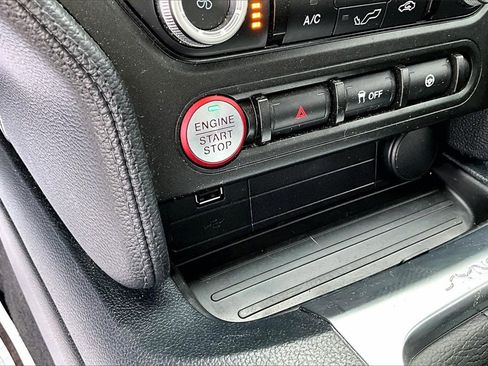 A/C
ENGINE
START
STOP
OFF